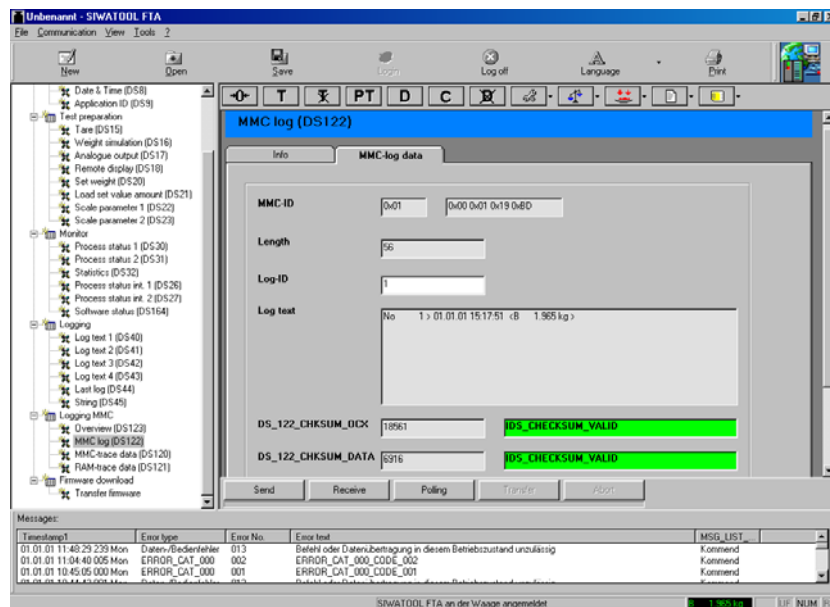 Unbenannt - SIWATOOL FTA
File Communication View Tools ?
New Open Save Login Log off Language Print
T PT D C
Date & Time (DS8)
Application ID (DS9)
Test preparation
Tare (DS15)
Weight simulation (DS16)
Analogue output (DS17)
Remote display (DS18)
Set weight (DS20)
Load set value amount (DS21)
Scale parameter 1 (DS22)
Scale parameter 2 (DS23)
Monitor
Process status 1 (DS30)
Process status 2 (DS31)
Statistics (DS32)
Process status int. 1 (DS26)
Process status int. 2 (DS27)
Software status (DS164)
Logging
Log text 1 (DS40)
Log text 2 (DS41)
Log text 3 (DS42)
Log text 4 (DS43)
Last log (DS44)
String (DS45)
Logging MMC
Overview (DS123)
MMC log (DS122)
MMC-trace data (DS120)
RAM-trace data (DS121)
Firmware download
Transfer firmware
MMC log (DS122)
Info MMC-log data
MMC-ID 0x01 0x00 0x01 0x19 0xBD
Length 56
Log-ID 1
Log text No 1 > 01.01.01 15:17:51 <B 1.965 kg >
DS_122_CHKSUM_OCX 18561 IDS_CHECKSUM_VALID
DS_122_CHKSUM_DATA 6916 IDS_CHECKSUM_VALID
Send Receive Polling Transfer Abort
Messages:
Timestamp1 Error type Error No. Error text MSG_LIST_...
01.01.01 11:48:29 239 Mon Daten-/Bedienfehler 013 Befehl oder Datenübertragung in diesem Betriebszustand unzulässig Kommend
01.01.01 11:04:40 005 Mon ERROR_CAT_000 002 ERROR_CAT_000_CODE_002 Kommend
01.01.01 10:45:05 000 Mon ERROR_CAT_000 001 ERROR_CAT_000_CODE_001 Kommend
SIWATOOL FTA an der Waage angemeldet B 1.965 kg UF NUM